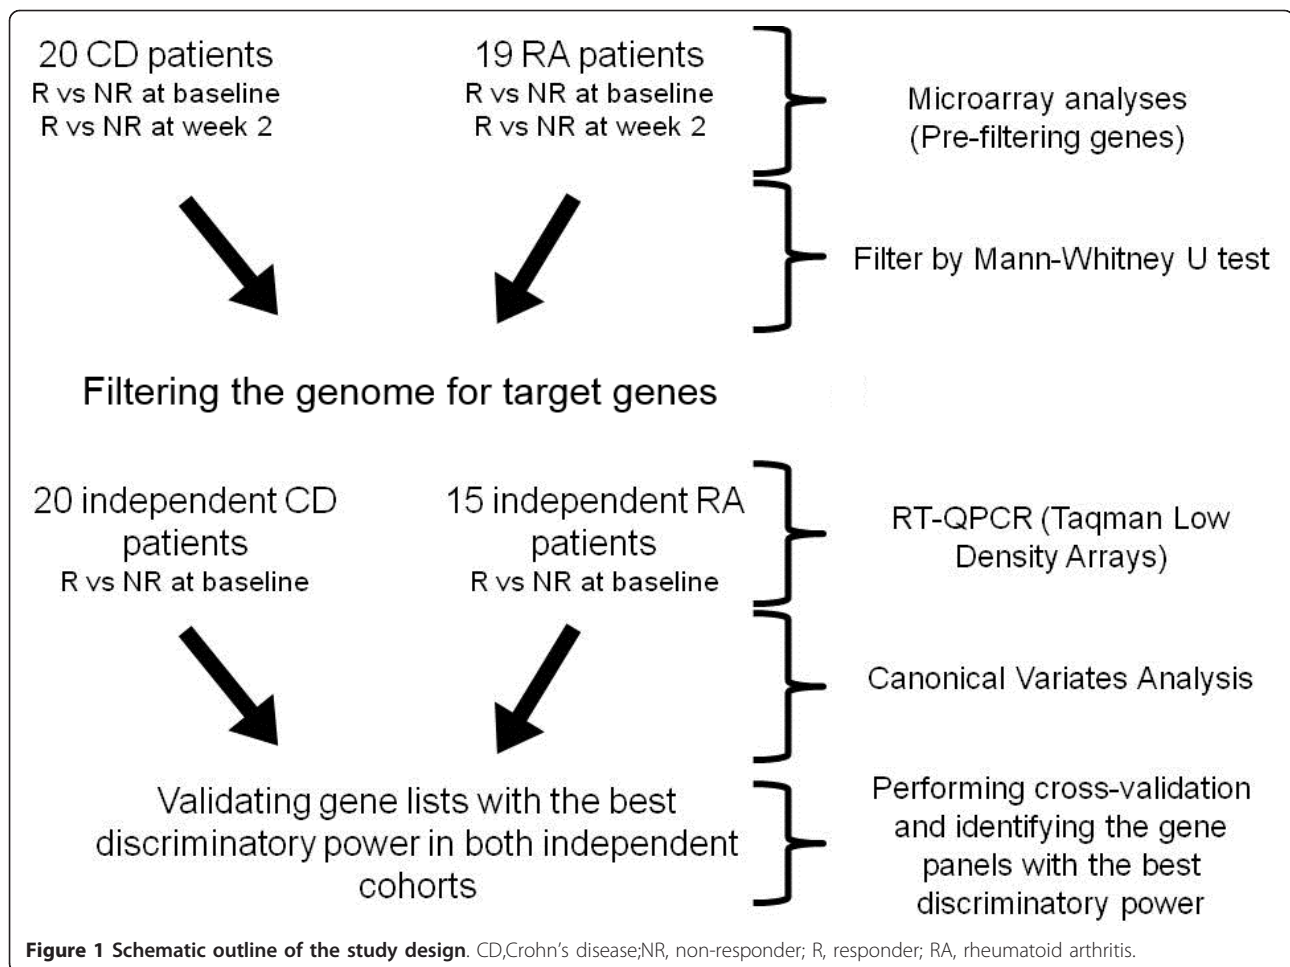 20 CD patients
R vs NR at baseline
R vs NR at week 2
19 RA patients
R vs NR at baseline
R vs NR at week 2
Microarray analyses
(Pre-filtering genes)
Filter by Mann-Whitney U test
Filtering the genome for target genes
20 independent CD
patients
R vs NR at baseline
15 independent RA
patients
R vs NR at baseline
RT-QPCR (Taqman Low
Density Arrays)
Canonical Variates Analysis
Validating gene lists with the best
discriminatory power in both independent
cohorts
Performing cross-validation
and identifying the gene
panels with the best
discriminatory power
Figure 1 Schematic outline of the study design. CD,Crohn's disease;NR, non-responder; R, responder; RA, rheumatoid arthritis.